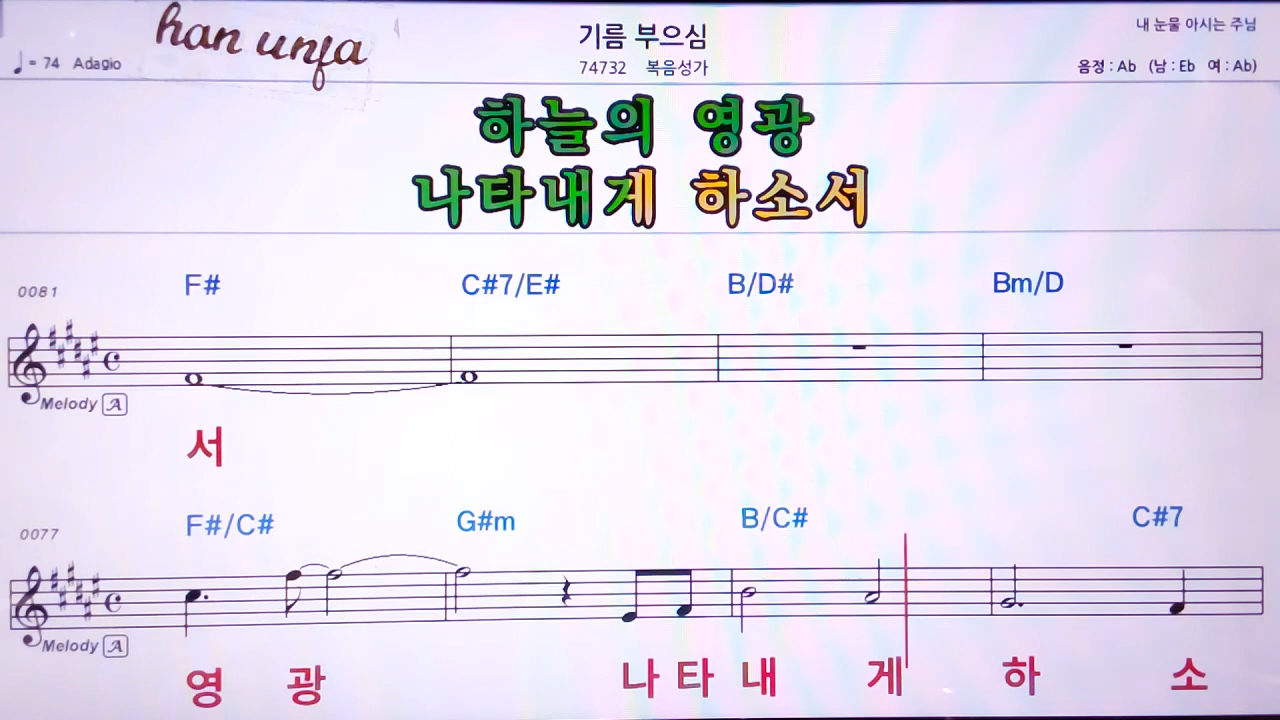 han unfa
♩= 74 Adagio
기름 부으심
74732 복음성가
내 눈물 아시는 주님
음정 : Ab (남 : Eb 여 : Ab)
하늘의 영광
나타내게 하소서
0081
F# C#7/E# B/D# Bm/D
Melody A
서
0077
F#/C# G#m B/C# C#7
Melody A
영 광 나 타 내 게 하 소